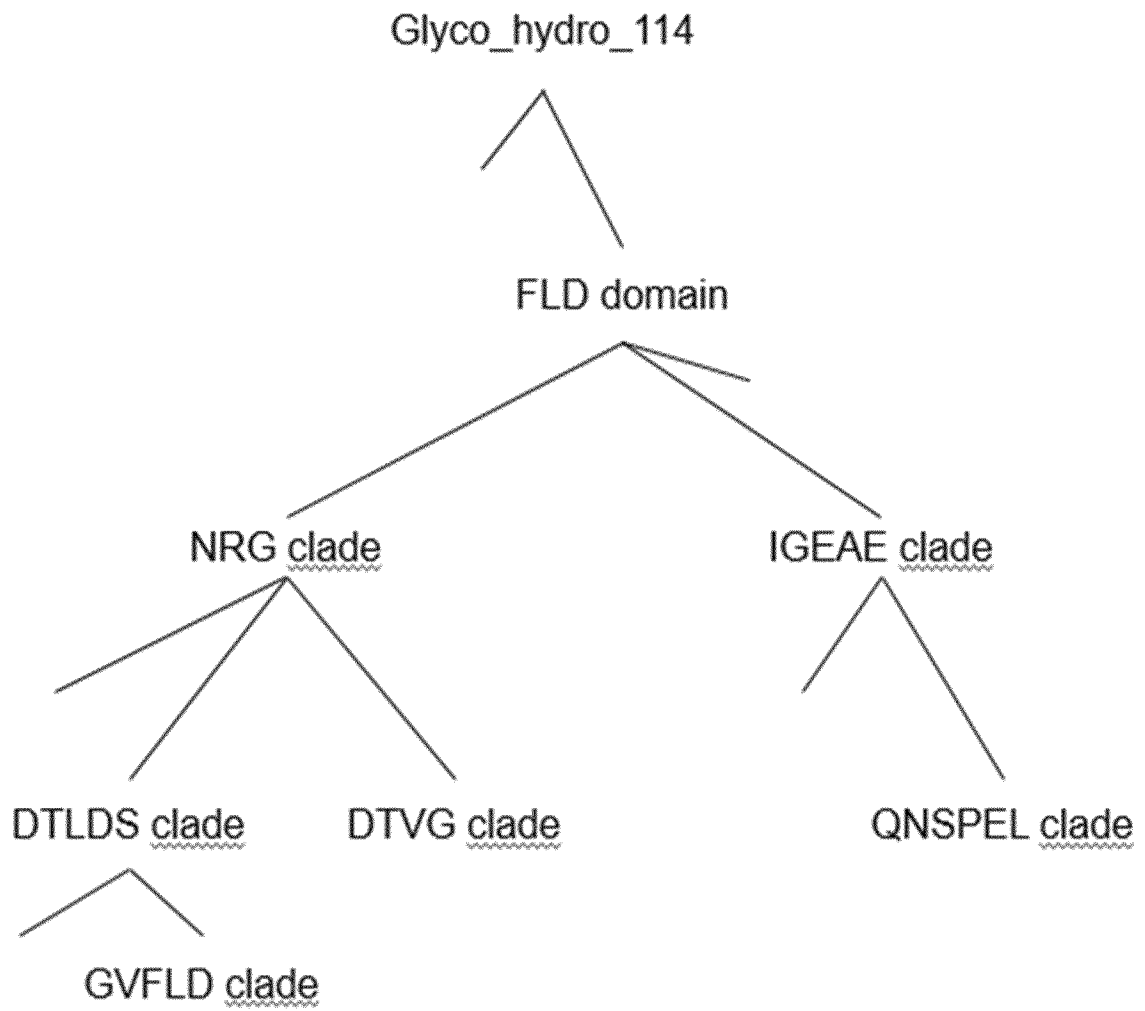 Glyco_hydro_114
FLD domain
NRG clade
IGEAE clade
DTLDS clade
DTVG clade
QNSPEL clade
GVFLD clade